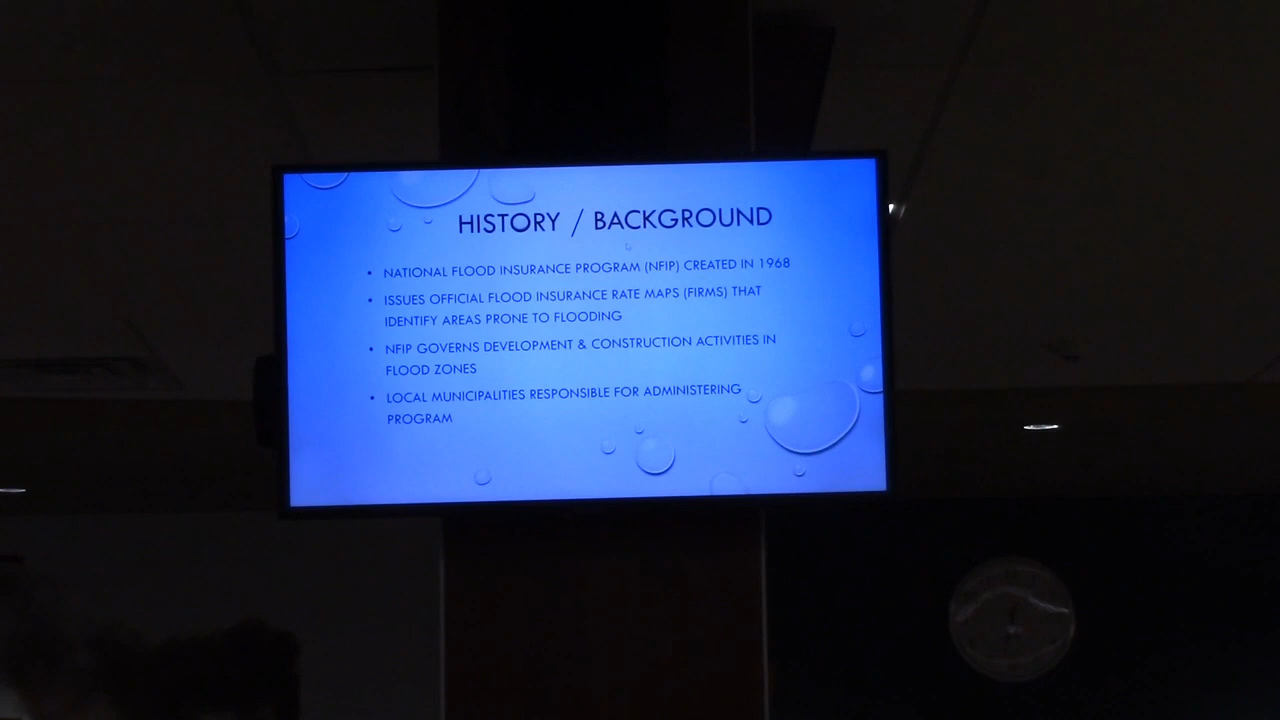 HISTORY / BACKGROUND
• NATIONAL FLOOD INSURANCE PROGRAM (NFIP) CREATED IN 1968
• ISSUES OFFICIAL FLOOD INSURANCE RATE MAPS (FIRMS) THAT
IDENTIFY AREAS PRONE TO FLOODING
• NFIP GOVERNS DEVELOPMENT & CONSTRUCTION ACTIVITIES IN
FLOOD ZONES
• LOCAL MUNICIPALITIES RESPONSIBLE FOR ADMINISTERING
PROGRAM